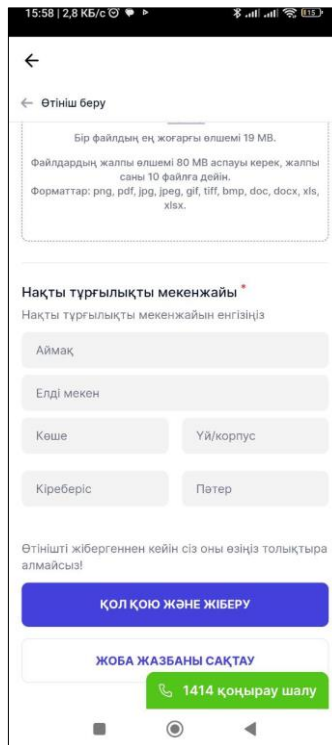 15:58 | 2,8 КБ/с
Өтініш беру
Бір файлдың ең жоғарғы өлшемі 19 MB.
Файлдардың жалпы өлшемі 80 MB аспауы керек, жалпы
саны 10 файлға дейін.
Форматтар: png, pdf, jpg, jpeg, gif, tiff, bmp, doc, docx, xls,
xlsx.
Нақты тұрғылықты мекенжайы *
Нақты тұрғылықты мекенжайын енгізіңіз
Аймақ
Елді мекен
Көше
Үй/корпус
Кіреберіс
Пәтер
Өтінішті жібергеннен кейін сіз оны өзіңіз толықтыра
алмайсыз!
ҚОЛ ҚОЮ ЖӘНЕ ЖІБЕРУ
ЖОБА ЖАЗБАНЫ САҚТАУ
1414 қоңырау шалу